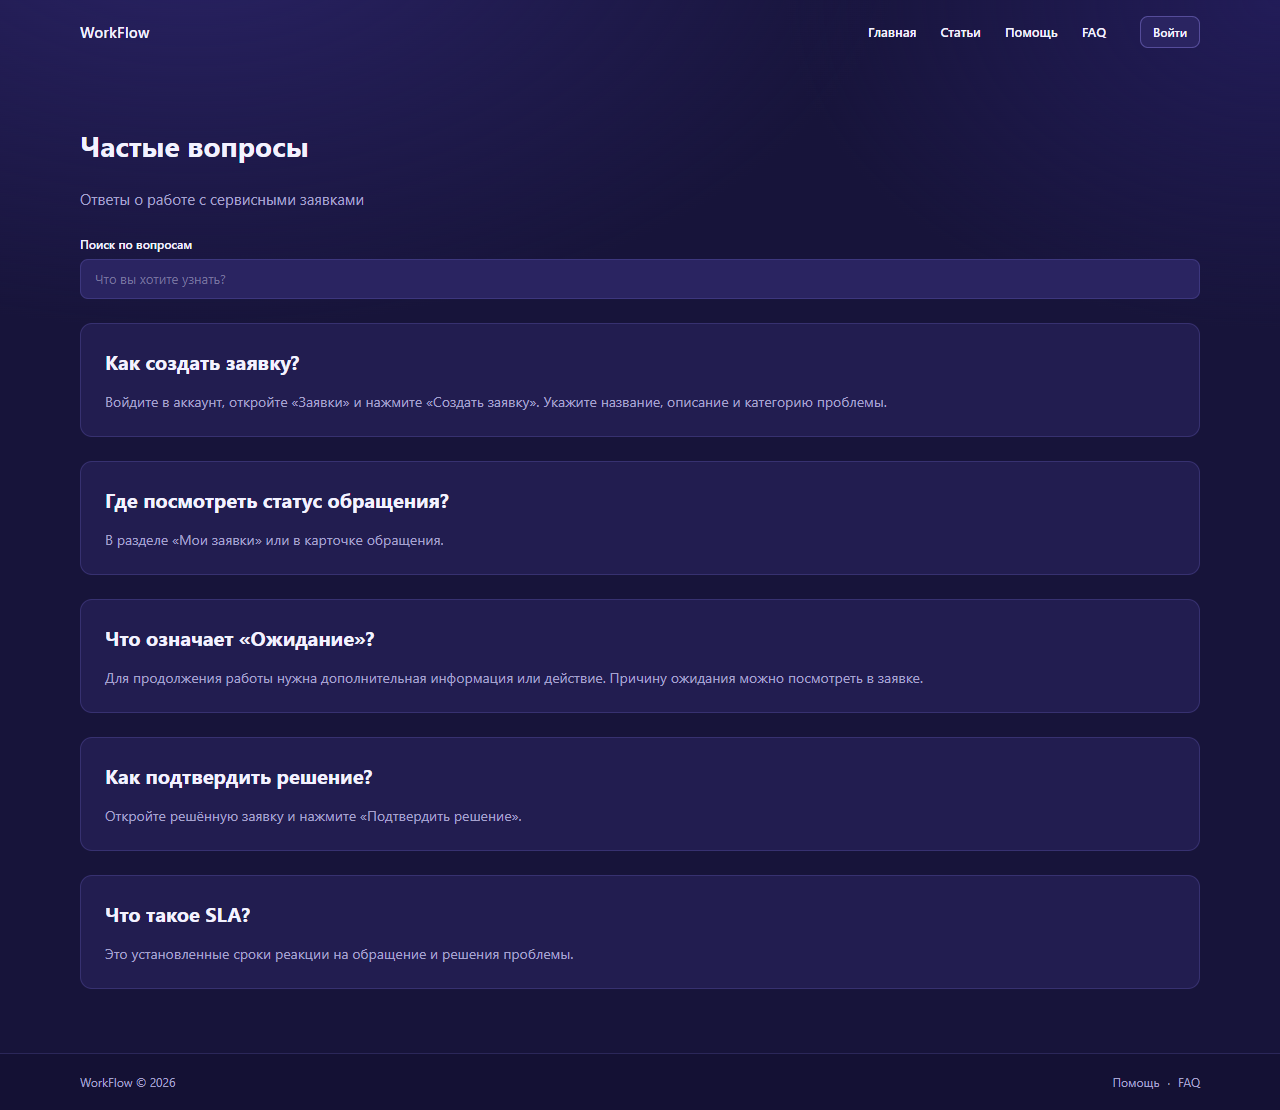 WorkFlow
Главная
Статьи
Помощь
FAQ
Войти
Частые вопросы
Ответы о работе с сервисными заявками
Поиск по вопросам
Что вы хотите узнать?
Как создать заявку?
Войдите в аккаунт, откройте «Заявки» и нажмите «Создать заявку». Укажите название, описание и категорию проблемы.
Где посмотреть статус обращения?
В разделе «Мои заявки» или в карточке обращения.
Что означает «Ожидание»?
Для продолжения работы нужна дополнительная информация или действие. Причину ожидания можно посмотреть в заявке.
Как подтвердить решение?
Откройте решённую заявку и нажмите «Подтвердить решение».
Что такое SLA?
Это установленные сроки реакции на обращение и решения проблемы.
WorkFlow © 2026
Помощь · FAQ